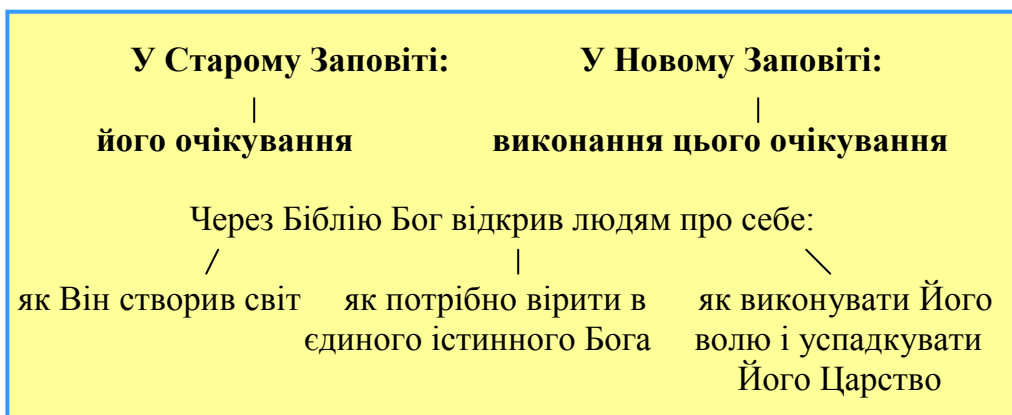 У Старому Заповіті: У Новому Заповіті:
його очікування виконання цього очікування
Через Біблію Бог відкрив людям про себе:
як Він створив світ як потрібно вірити в як виконувати Його
єдиного істинного Бога волю і успадкувати
Його Царство